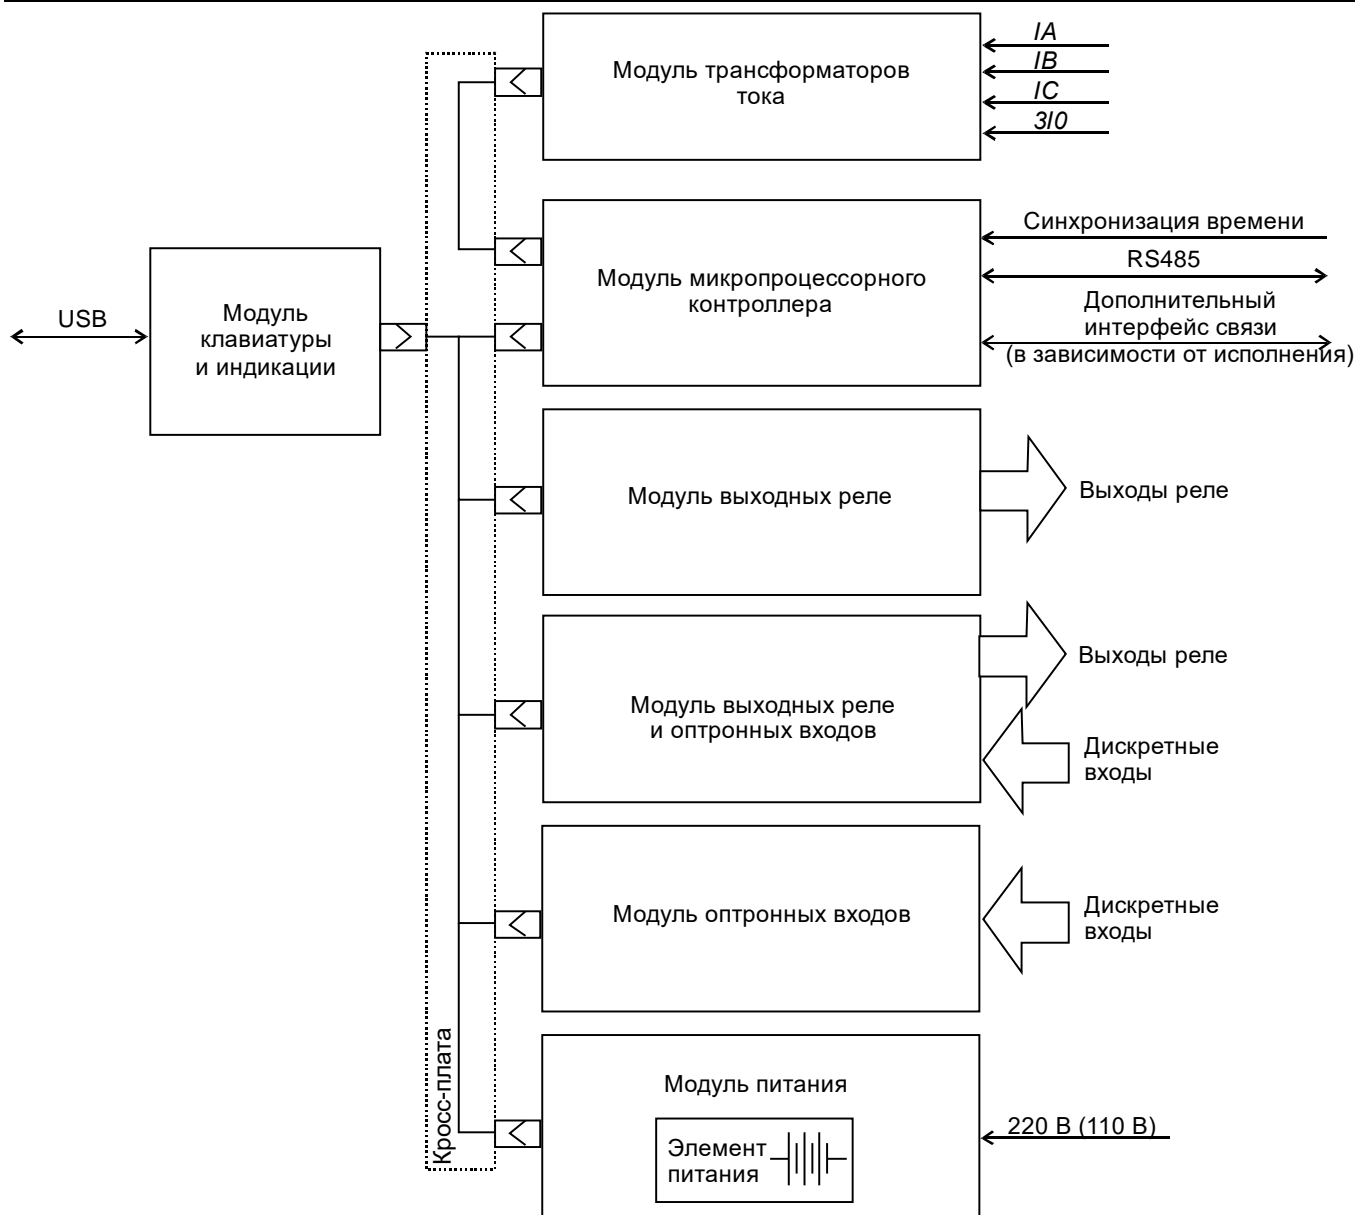 Модуль трансформаторов
тока
IA
IB
IC
3I0
Модуль микропроцессорного
контроллера
Синхронизация времени
RS485
Дополнительный
интерфейс связи
(в зависимости от исполнения)
USB
Модуль
клавиатуры
и индикации
Модуль выходных реле
Выходы реле
Модуль выходных реле
и оптронных входов
Выходы реле
Дискретные
входы
Модуль оптронных входов
Дискретные
входы
Кросс-плата
Модуль питания
Элемент
питания
220 В (110 В)